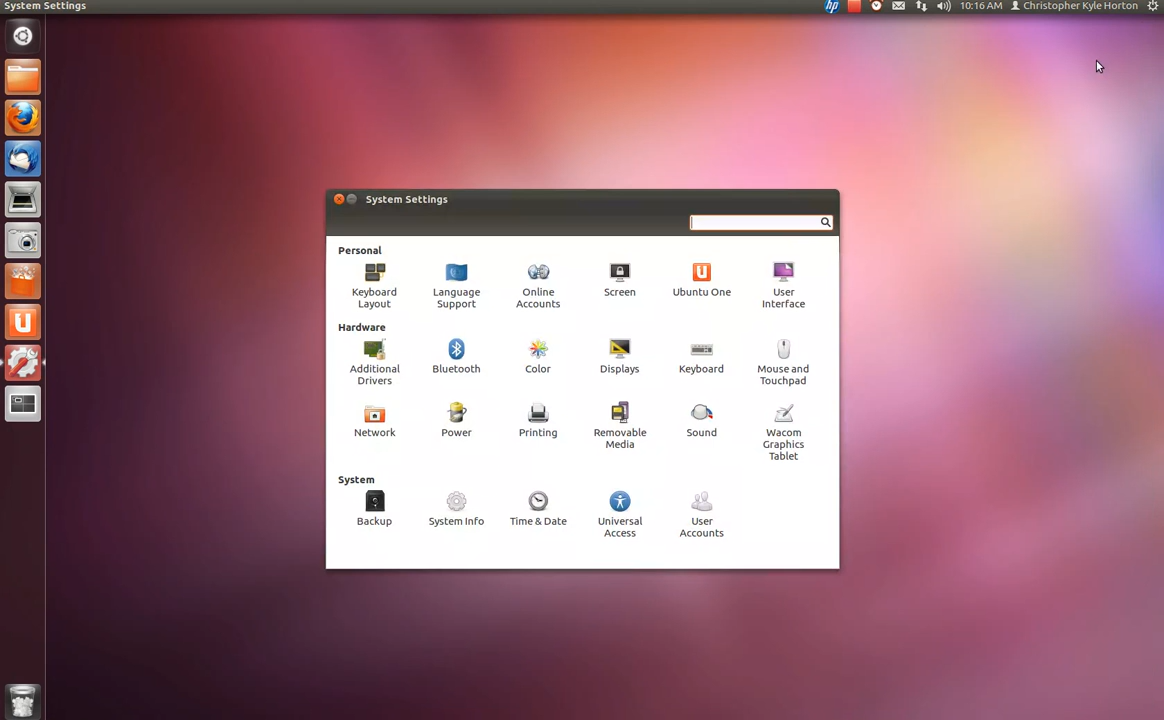 System Settings
hp
10:16 AM
Christopher Kyle Horton
System Settings
Personal
Keyboard
Layout
Language
Support
Online
Accounts
Screen
Ubuntu One
User
Interface
Hardware
Additional
Drivers
Bluetooth
Color
Displays
Keyboard
Mouse and
Touchpad
Network
Power
Printing
Removable
Media
Sound
Wacom
Graphics
Tablet
System
Backup
System Info
Time & Date
Universal
Access
User
Accounts